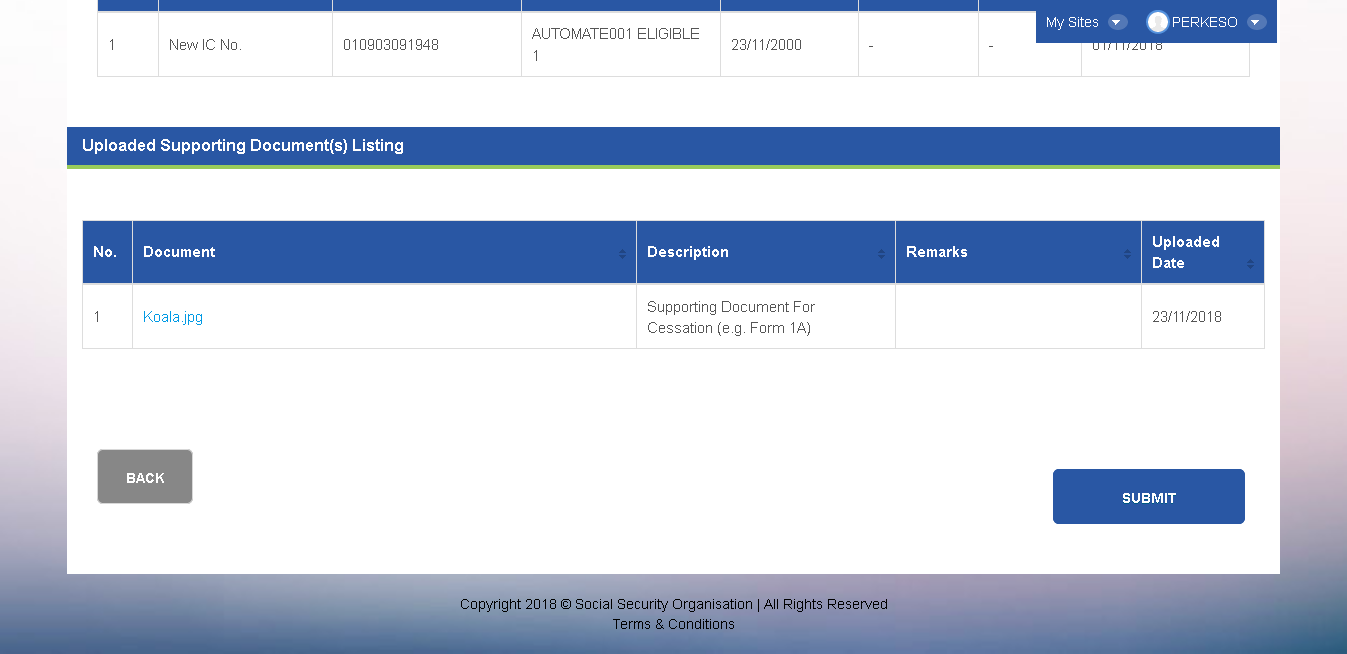 My Sites PERKESO
1 New IC No. 010903091948 AUTOMATE001 ELIGIBLE 23/11/2000 - - 01/11/2018
1
Uploaded Supporting Document(s) Listing
No. Document Description Remarks Uploaded
Date
1 Koala.jpg Supporting Document For 23/11/2018
Cessation (e.g. Form 1A)
BACK
SUBMIT
Copyright 2018 © Social Security Organisation | All Rights Reserved
Terms & Conditions